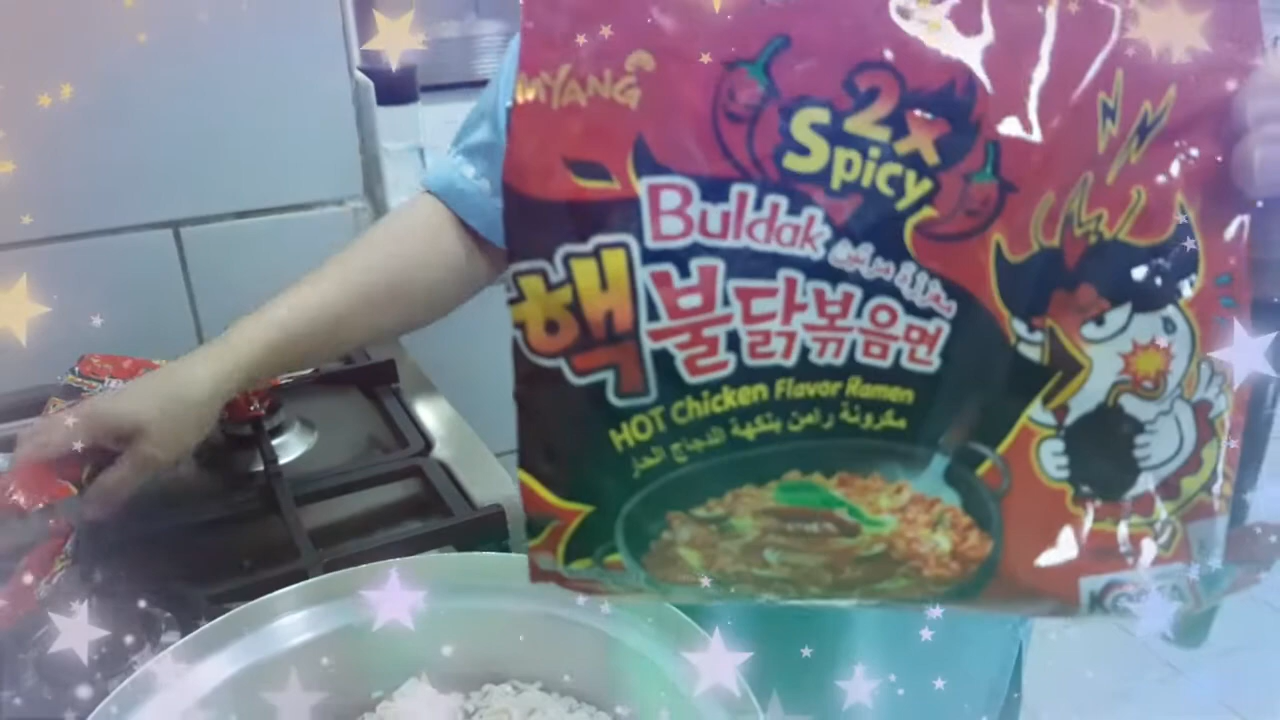 MYANG
2x
Spicy
Buldak
핵불닭볶음면
HOT Chicken Flavor Ramen
مكرونة رامن بنكهة الدجاج الحار